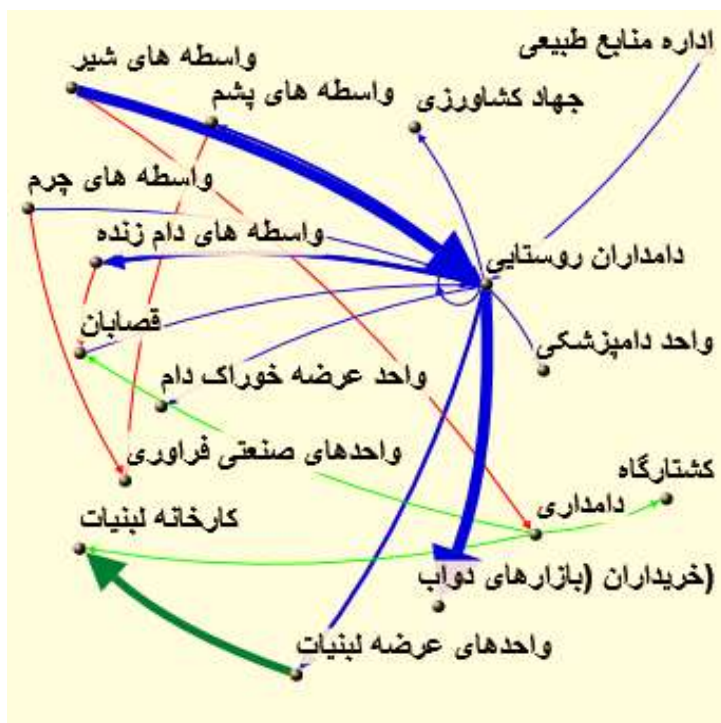 اداره منابع طبیعی
واسطه های شیر
واسطه های پشم
جهاد کشاورزی
واسطه های چرم
واسطه های دام زنده
دامداران روستایی
قصابان
واحد دامپزشکی
واحد عرضه خوراک دام
واحدهای صنعتی فراوری
کشتارگاه
دامداری
کارخانه لبنیات
(خریداران (بازارهای دواب
واحدهای عرضه لبنیات